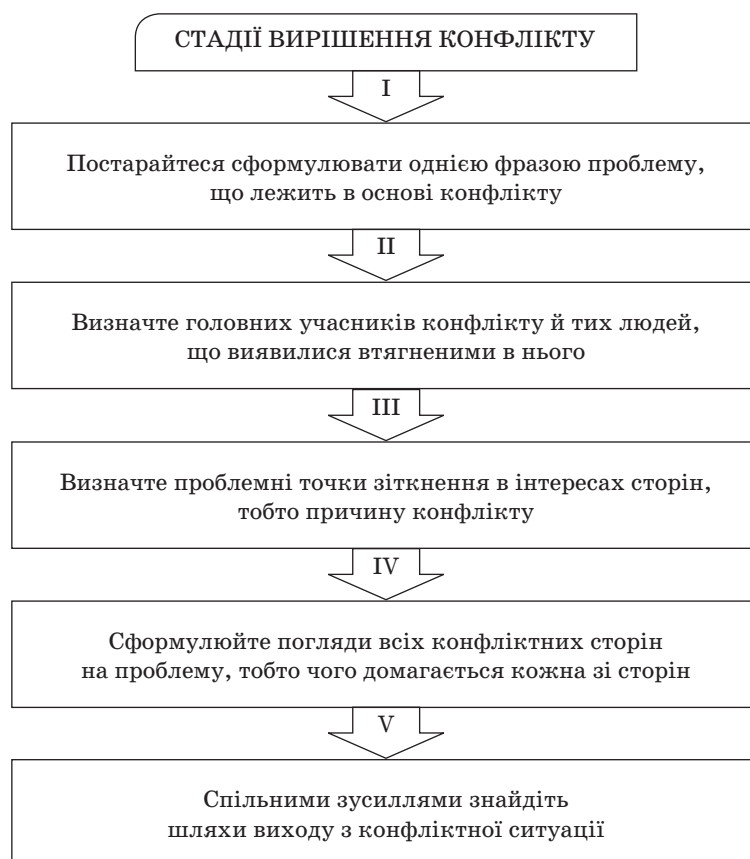 СТАДІЇ ВИРІШЕННЯ КОНФЛІКТУ
I
Постарайтеся сформулювати однією фразою проблему,
що лежить в основі конфлікту
II
Визначте головних учасників конфлікту й тих людей,
що виявилися втягненими в нього
III
Визначте проблемні точки зіткнення в інтересах сторін,
тобто причину конфлікту
IV
Сформулюйте погляди всіх конфліктних сторін
на проблему, тобто чого домагається кожна зі сторін
V
Спільними зусиллями знайдіть
шляхи виходу з конфліктної ситуації